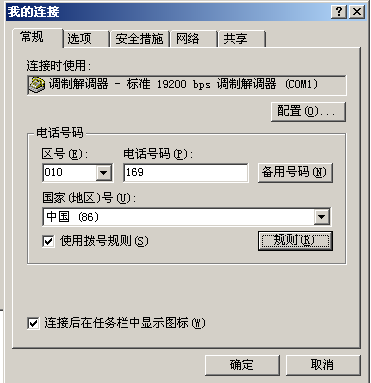 我的连接
常规 选项 安全措施 网络 共享
连接时使用:
调制解调器 - 标准 19200 bps 调制解调器 (COM1)
配置(O)...
电话号码
区号(E): 电话号码(P):
010 169 备用号码(N)
国家(地区)号(U):
中国 (86)
使用拨号规则(S) 规则(R)
连接后在任务栏中显示图标(W)
确定 取消